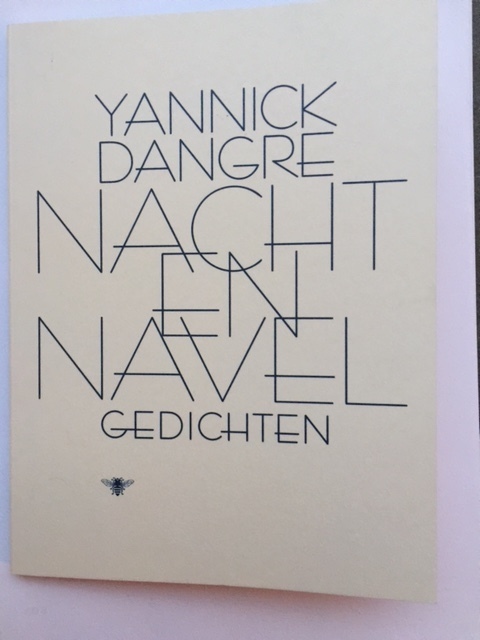 YANNICK
DANGRE
NACHT
EN
NAVEL
GEDICHTEN